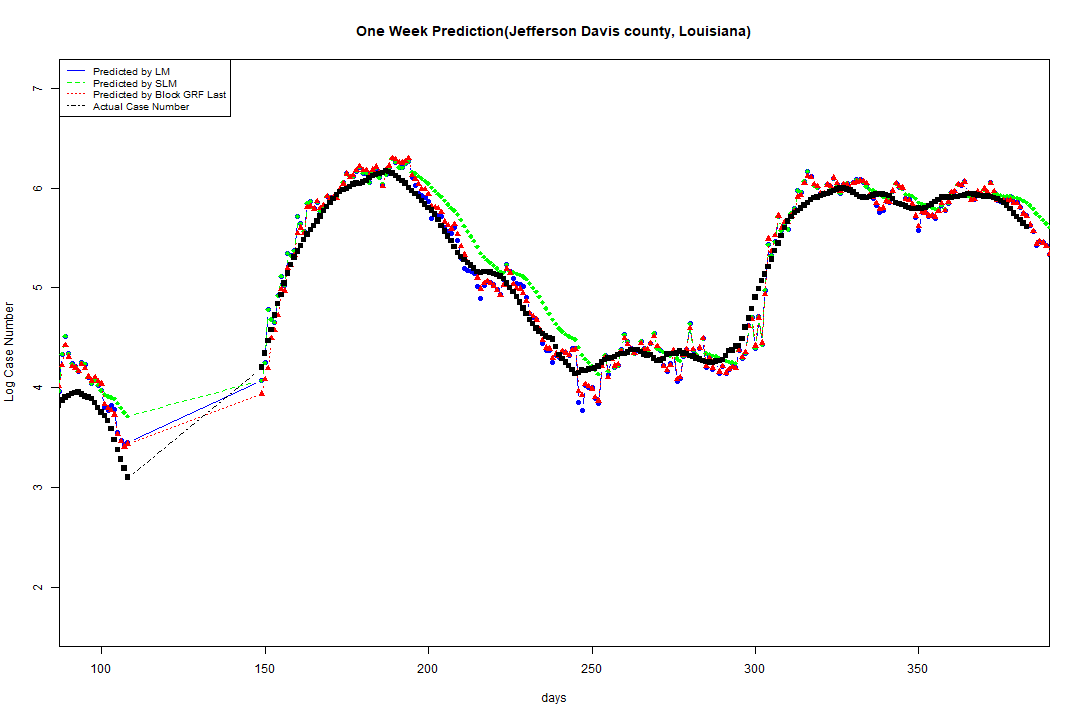 One Week Prediction(Jefferson Davis county, Louisiana)
Predicted by LM
Predicted by SLM
Predicted by Block GRF Last
Actual Case Number
7
6
5
4
3
2
Log Case Number
100 150 200 250 300 350
days